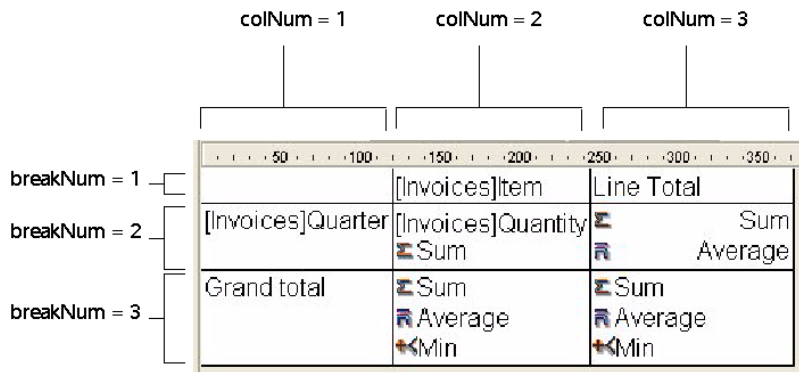 colNum = 1 colNum = 2 colNum = 3
50 100 150 200 250 300 350
breakNum = 1 [Invoices]Item Line Total
breakNum = 2 [Invoices]Quarter [Invoices]Quantity Σ Sum
Σ Sum Average
breakNum = 3 Grand total Σ Sum Σ Sum
Average Average
Min Min